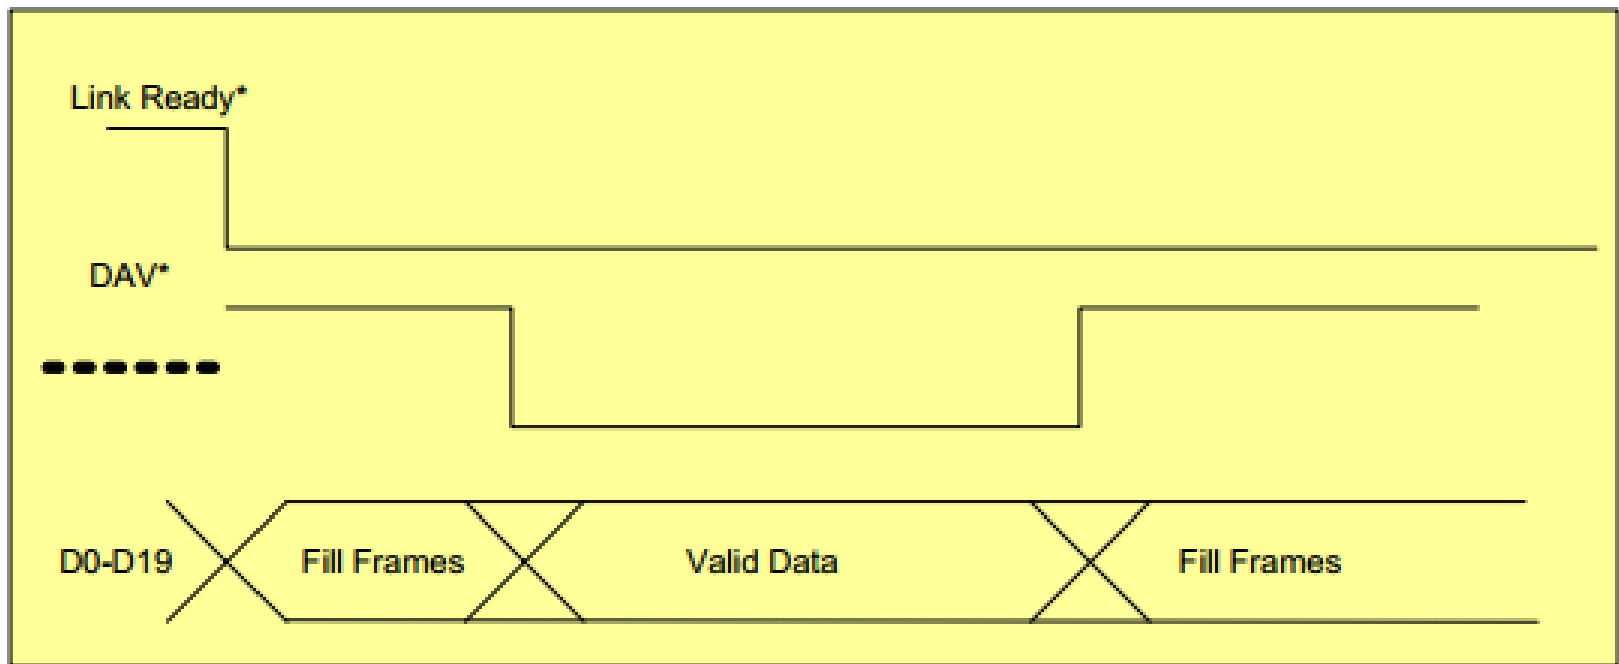 Link Ready*
DAV*
D0-D19
Fill Frames
Valid Data
Fill Frames